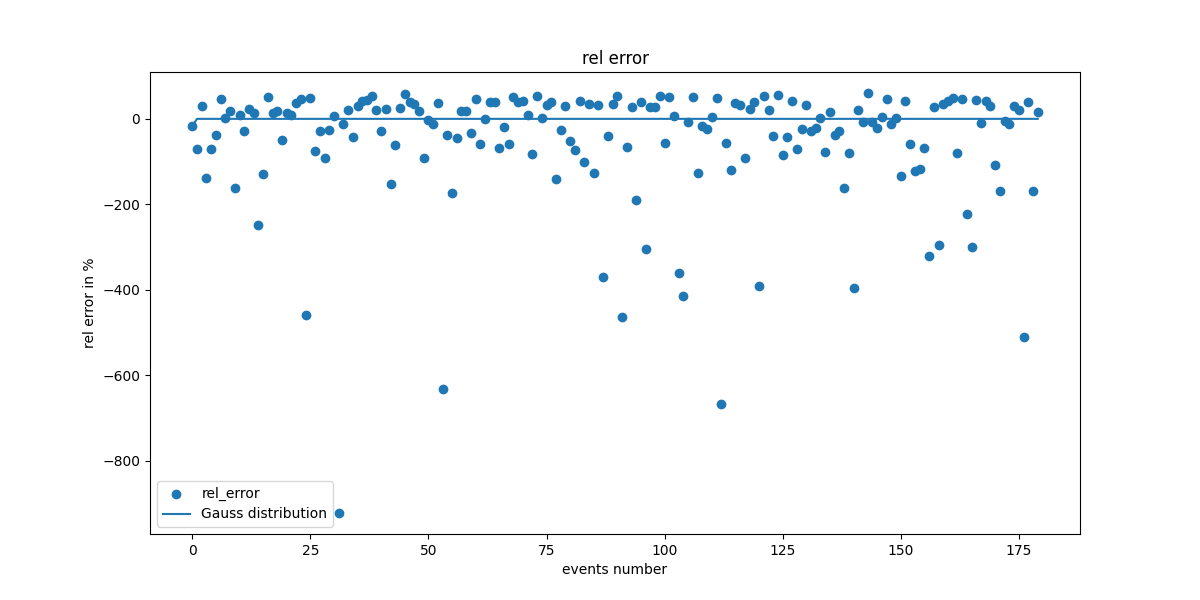 rel error
rel error in %
0
−200
−400
−600
−800
rel_error
Gauss distribution
0 25 50 75 100 125 150 175
events number